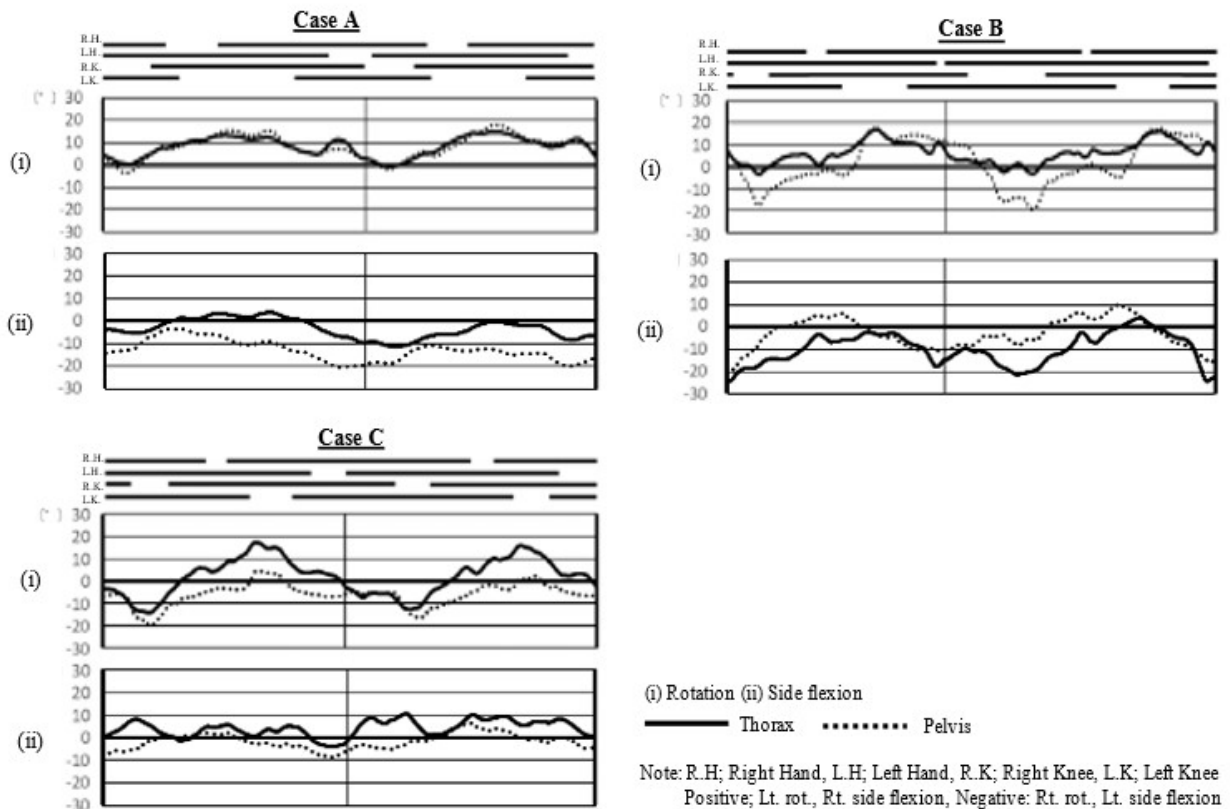 Case A
R.H.
L.H.
R.K.
L.K.
(° ) 30
20
10
0
-10
-20
-30
(i)
30
20
10
0
-10
-20
-30
(ii)
Case B
R.H.
L.H.
R.K.
L.K.
(° ) 30
20
10
0
-10
-20
-30
(i)
30
20
10
0
-10
-20
-30
(ii)
Case C
R.H.
L.H.
R.K.
L.K.
(° ) 30
20
10
0
-10
-20
-30
(i)
30
20
10
0
-10
-20
-30
(ii)
(i) Rotation (ii) Side flexion
Thorax Pelvis
Note: R.H; Right Hand, L.H; Left Hand, R.K; Right Knee, L.K; Left Knee
Positive; Lt. rot., Rt. side flexion, Negative: Rt. rot., Lt. side flexion